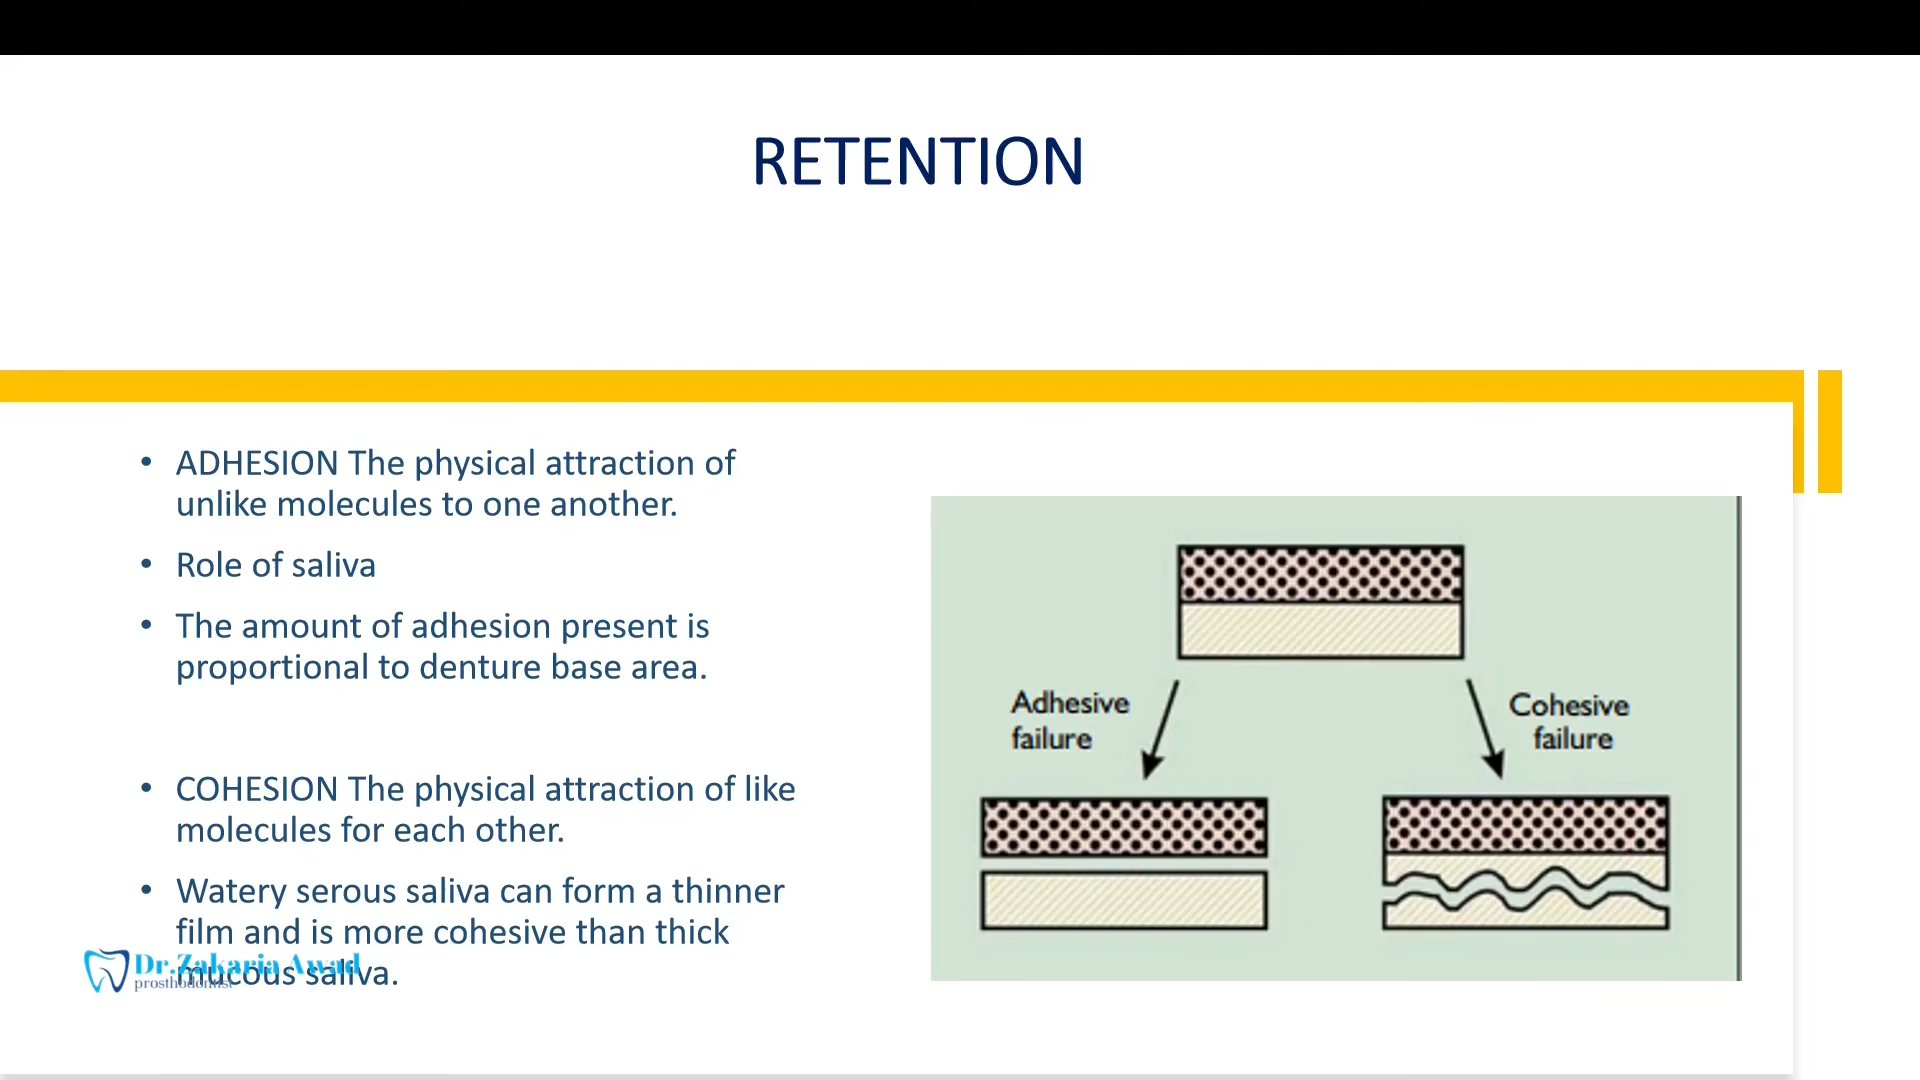 RETENTION
• ADHESION The physical attraction of
unlike molecules to one another.
• Role of saliva
• The amount of adhesion present is
proportional to denture base area.
• COHESION The physical attraction of like
molecules for each other.
• Watery serous saliva can form a thinner
film and is more cohesive than thick
mucous saliva.
Dr.Zakaria Awad
prosthodontist
Adhesive
failure
Cohesive
failure